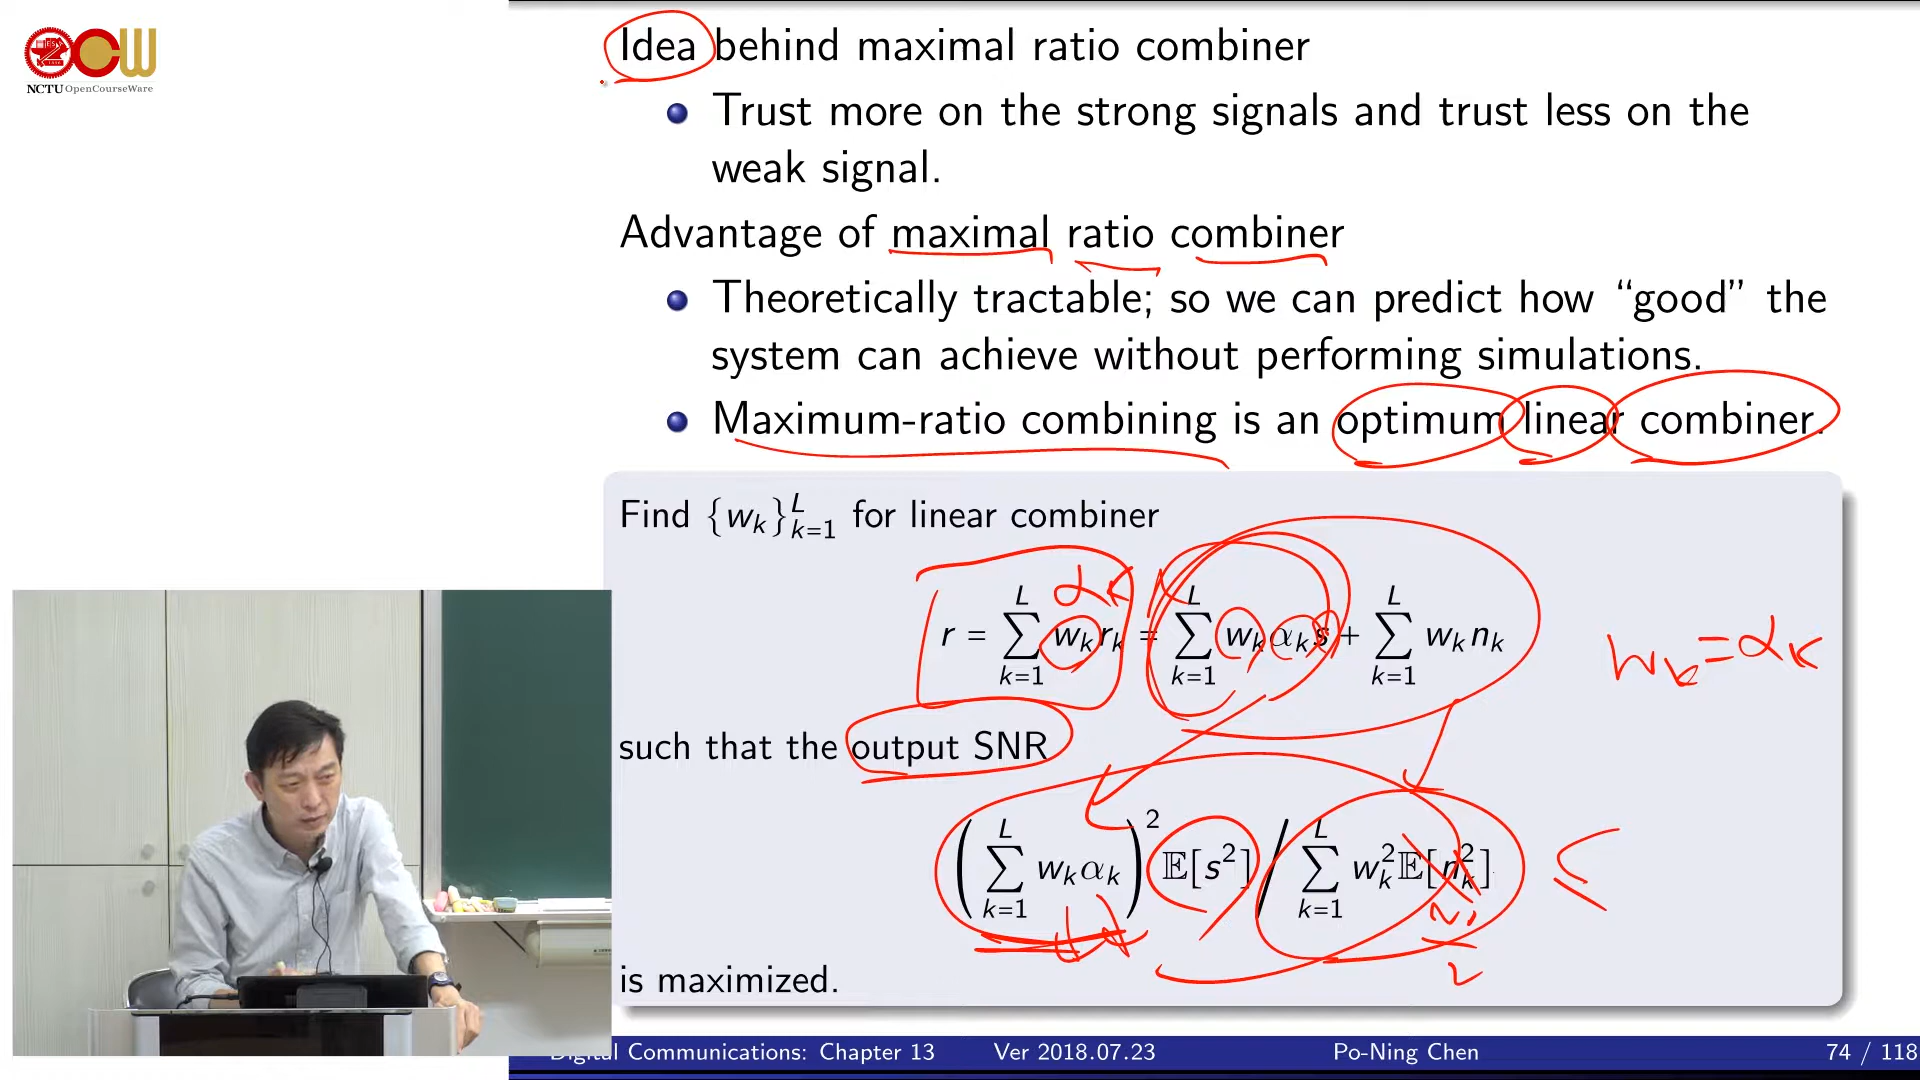 NCTU OpenCourseWare
Idea behind maximal ratio combiner
Trust more on the strong signals and trust less on the
weak signal.
Advantage of maximal ratio combiner
Theoretically tractable; so we can predict how “good” the
system can achieve without performing simulations.
Maximum-ratio combining is an optimum linear combiner.
Find {w_k}_{k=1}^L for linear combiner
α_k
r = ∑_{k=1}^L w_k r_k = ∑_{k=1}^L w_k α_k s + ∑_{k=1}^L w_k n_k
w_k = α_k
such that the output SNR
(∑_{k=1}^L w_k α_k)^2 𝔼[s^2] / ∑_{k=1}^L w_k^2 𝔼[n_k^2] ≤
is maximized.
Digital Communications: Chapter 13 Ver 2018.07.23 Po-Ning Chen 74 / 118